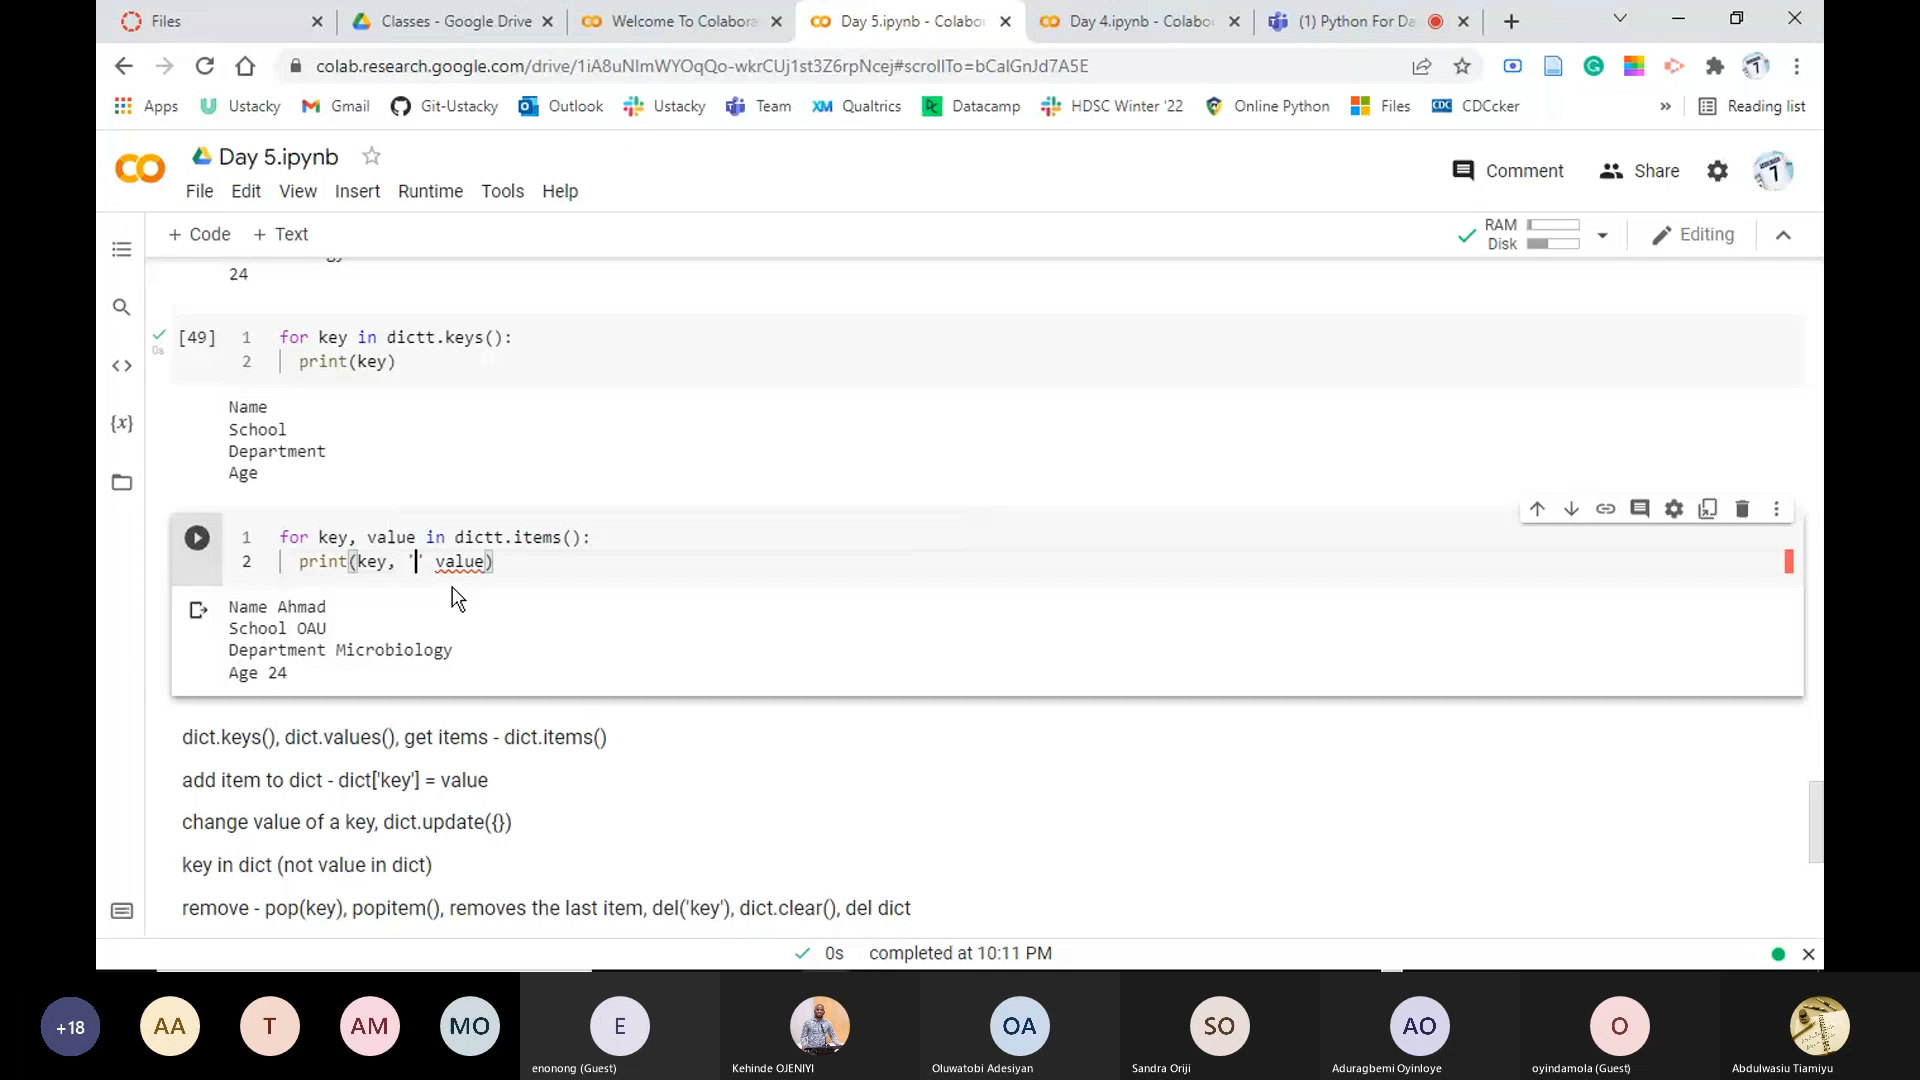 Files
Classes - Google Drive
Welcome To Colabora
Day 5.ipynb - Colabor
Day 4.ipynb - Colabor
(1) Python For Da
colab.research.google.com/drive/1iA8uNlmWYOqQo-wkrCUj1st3Z6rpNcej#scrollTo=bCalGnJd7A5E
Apps Ustacky Gmail Git-Ustacky Outlook Ustacky Team XM Qualtrics Datacamp HDSC Winter '22 Online Python Files CDC CDCcker » Reading list
Day 5.ipynb
Comment Share
File Edit View Insert Runtime Tools Help
+ Code + Text
RAM
Disk
Editing
24
[49] 1 for key in dictt.keys():
0s
2 print(key)
Name
School
Department
Age
1 for key, value in dictt.items():
2 print(key, '' value)
Name Ahmad
School OAU
Department Microbiology
Age 24
dict.keys(), dict.values(), get items - dict.items()
add item to dict - dict['key'] = value
change value of a key, dict.update({})
key in dict (not value in dict)
remove - pop(key), popitem(), removes the last item, del('key'), dict.clear(), del dict
0s completed at 10:11 PM
+18 AA T AM MO E OA SO AO O
enonong (Guest) Kehinde OJENIYI Oluwatobi Adesiyan Sandra Oriji Aduragbemi Oyinloye oyindamola (Guest) Abdulwasiu Tiamiyu